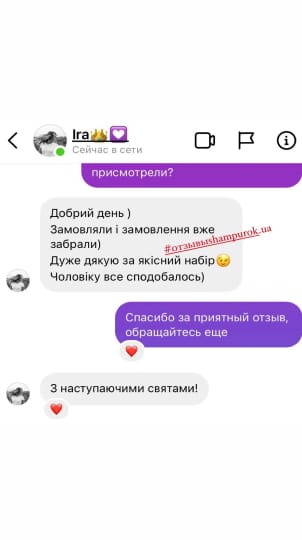 Ira👑💟
Сейчас в сети
присмотрели?
Добрий день )
Замовляли і замовлення вже
забрали)
#отзывыshampurok.ua
Дуже дякую за якісний набір😉
Чоловіку все сподобалось)
Спасибо за приятный отзыв,
обращайтесь еще
З наступаючими святами!